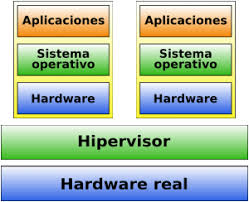 Aplicaciones
Aplicaciones
Sistema
operativo
Sistema
operativo
Hardware
Hardware
Hipervisor
Hardware real